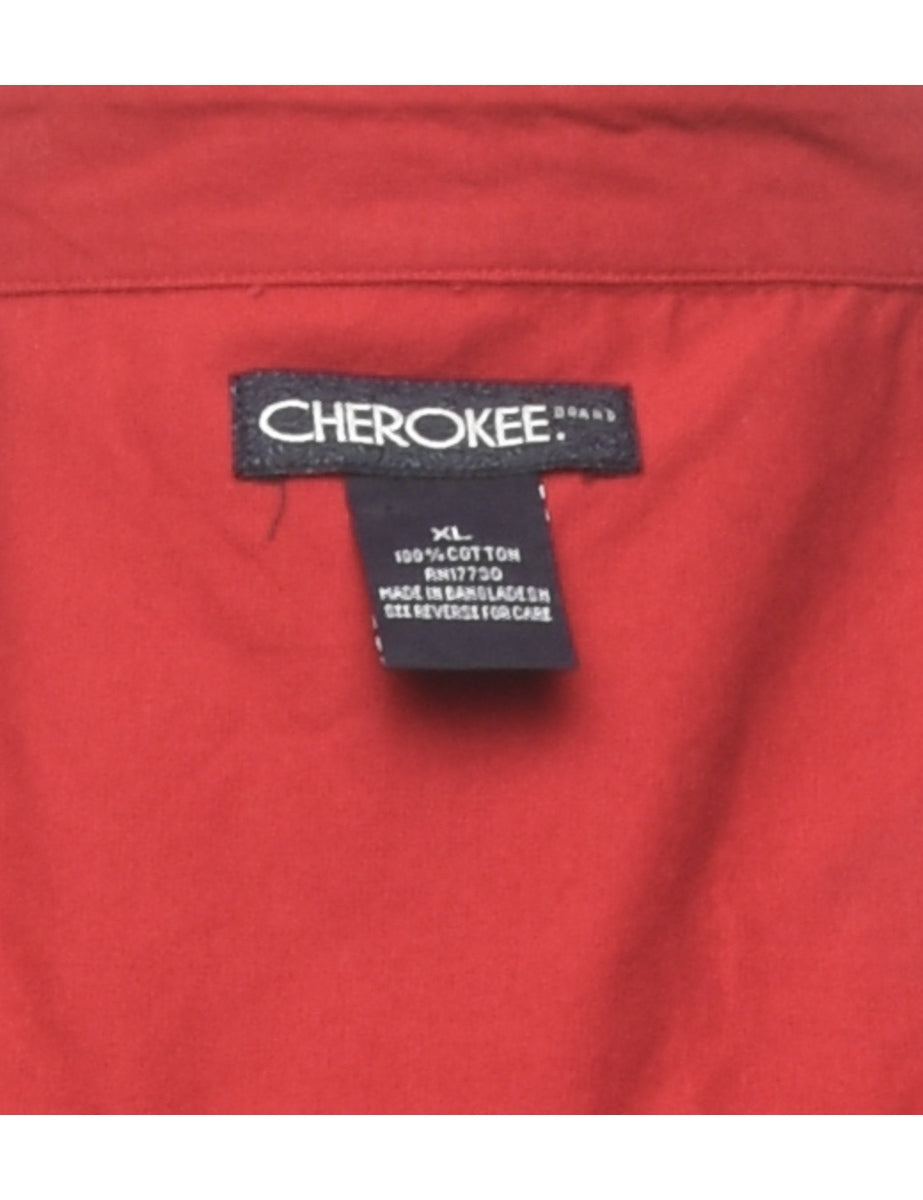 CHEROKEE. BRAND
XL
100% COTTON
RN17730
MADE IN BANGLADESH
SEE REVERSE FOR CARE